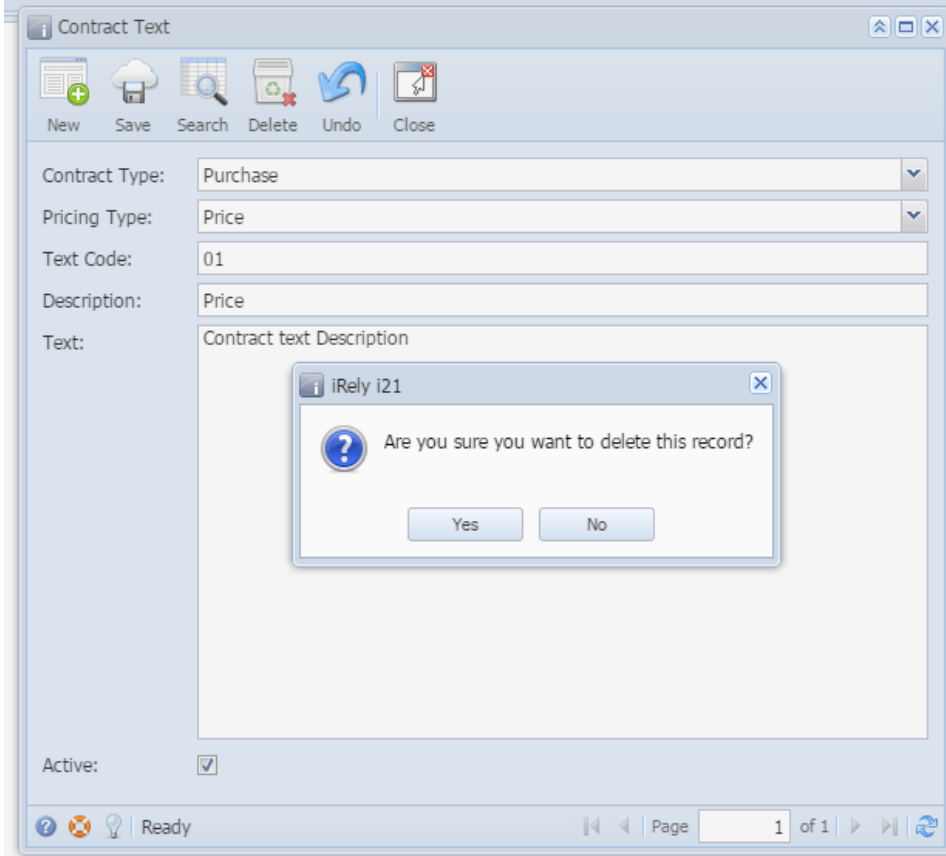 Contract Text
New Save Search Delete Undo Close
Contract Type: Purchase
Pricing Type: Price
Text Code: 01
Description: Price
Text: Contract text Description
iRely i21
Are you sure you want to delete this record?
Yes No
Active:
Ready Page 1 of 1